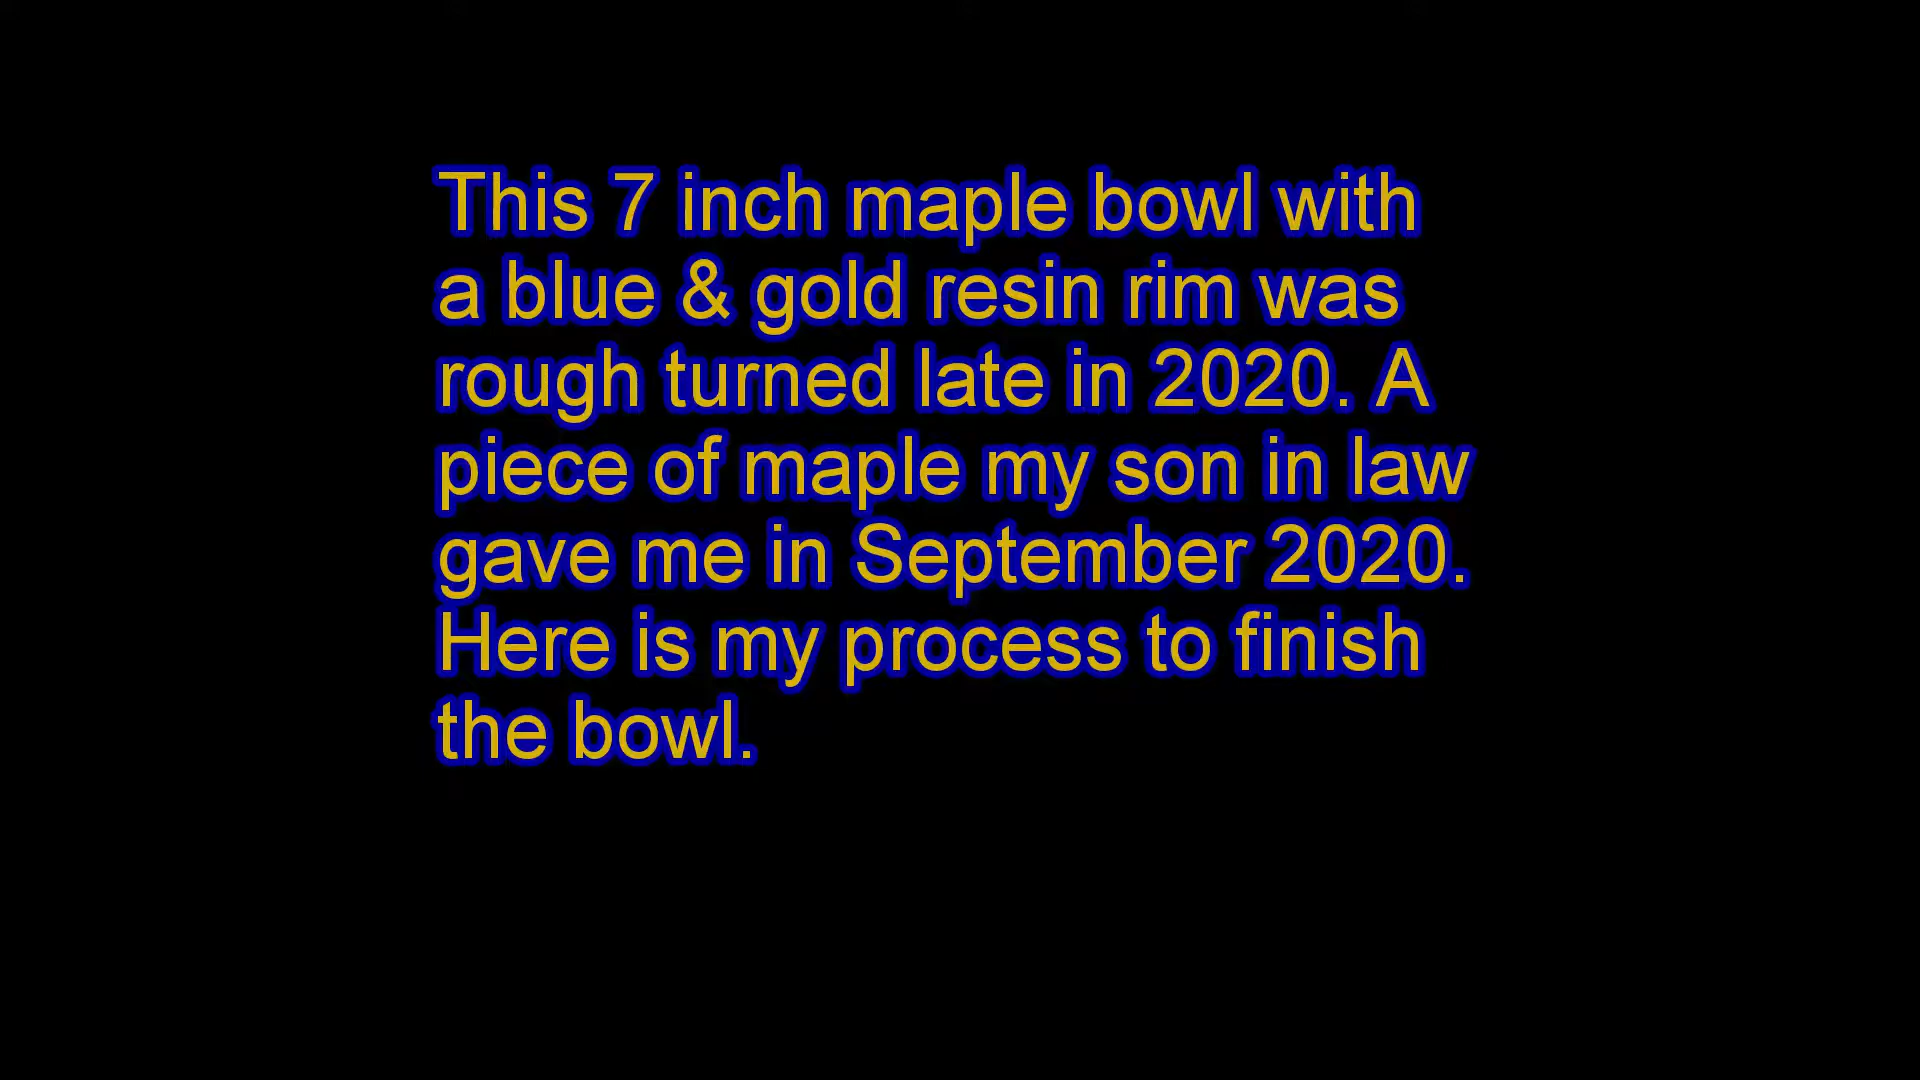 This 7 inch maple bowl with
a blue & gold resin rim was
rough turned late in 2020. A
piece of maple my son in law
gave me in September 2020.
Here is my process to finish
the bowl.